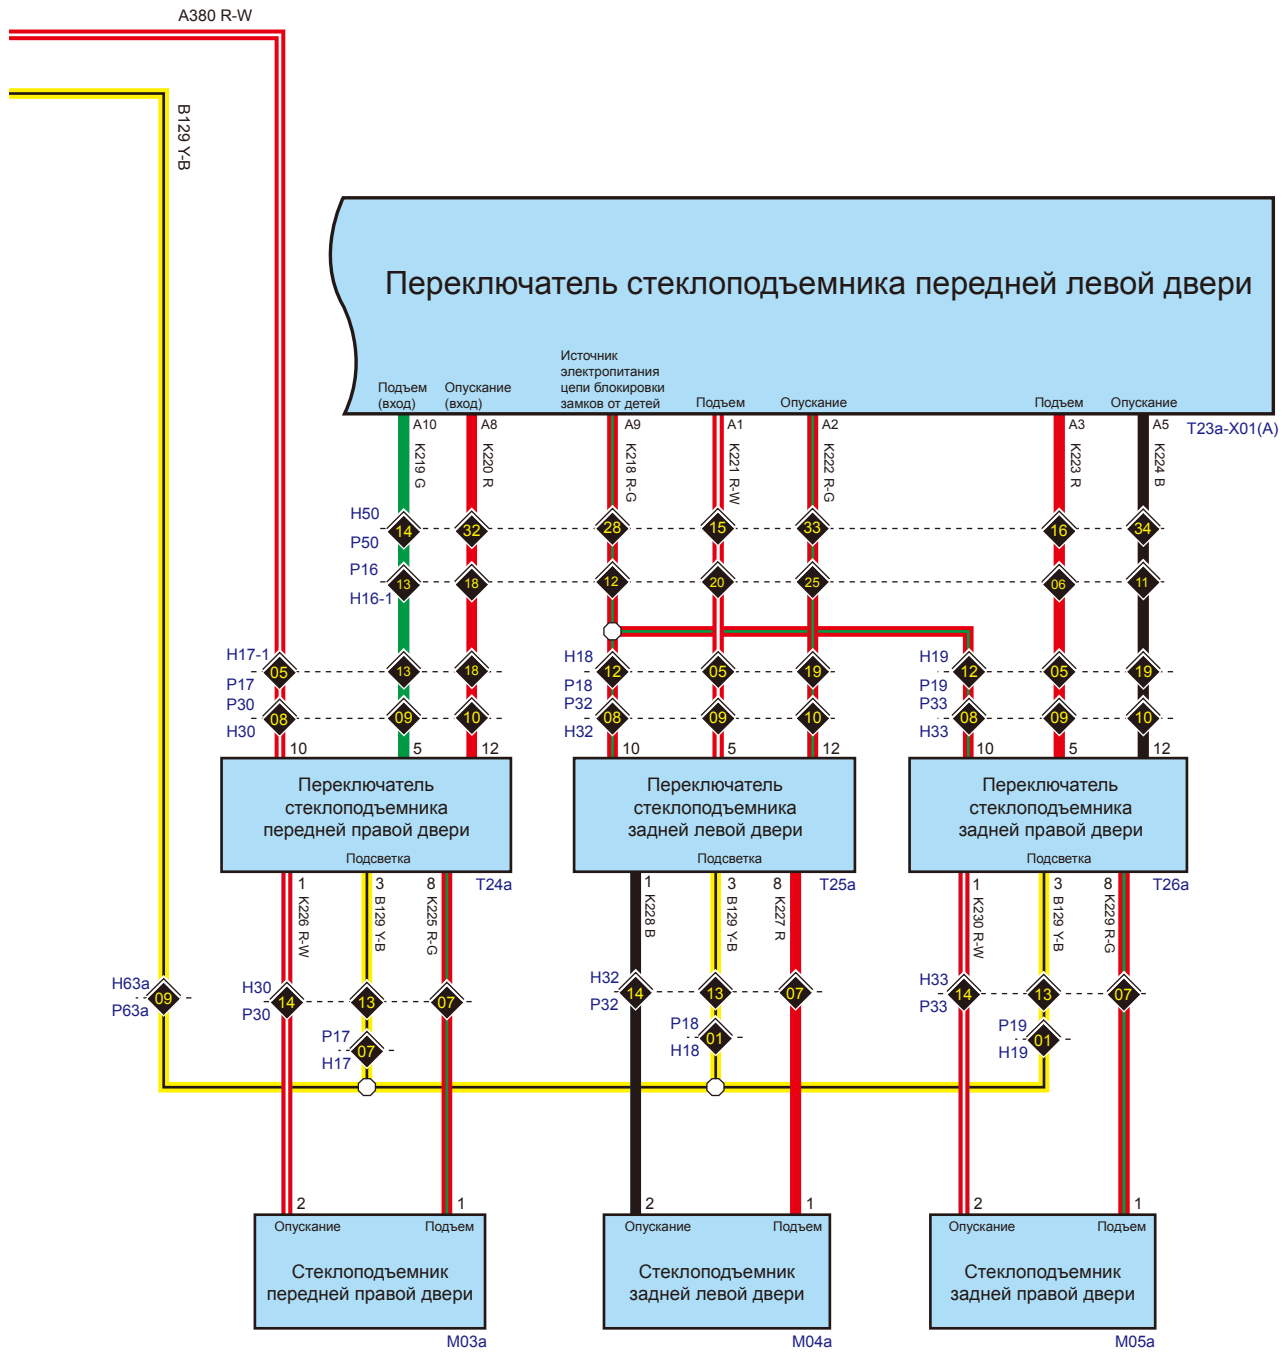 A380 R-W
B129 Y-B
Переключатель стеклоподъемника передней левой двери
Подъем
(вход)
Опускание
(вход)
Источник
электропитания
цепи блокировки
замков от детей
Подъем
Опускание
Подъем
Опускание
T23a-X01(A)
A10
A8
A9
A1
A2
A3
A5
K219 G
K220 R
K218 R-G
K221 R-W
K222 R-G
K223 R
K224 B
H50
P50
14
32
28
15
33
16
34
P16
H16-1
13
18
12
20
25
06
11
H17-1
P17
05
13
18
H18
P18
12
05
19
H19
P19
12
05
19
P30
H30
08
09
10
P32
H32
08
09
10
P33
H33
08
09
10
10
5
12
10
5
12
10
5
12
Переключатель
стеклоподъемника
передней правой двери
Подсветка
T24a
Переключатель
стеклоподъемника
задней левой двери
Подсветка
T25a
Переключатель
стеклоподъемника
задней правой двери
Подсветка
T26a
1
3
8
1
3
8
1
3
8
K226 R-W
B129 Y-B
K225 R-G
K228 B
B129 Y-B
K227 R
K230 R-W
B129 Y-B
K229 R-G
H63a
P63a
09
H30
P30
14
13
07
H32
P32
14
13
07
H33
P33
14
13
07
P17
H17
07
P18
H18
01
P19
H19
01
2
1
2
1
2
1
Опускание
Подъем
Стеклоподъемник
передней правой двери
M03a
Опускание
Подъем
Стеклоподъемник
задней левой двери
M04a
Опускание
Подъем
Стеклоподъемник
задней правой двери
M05a